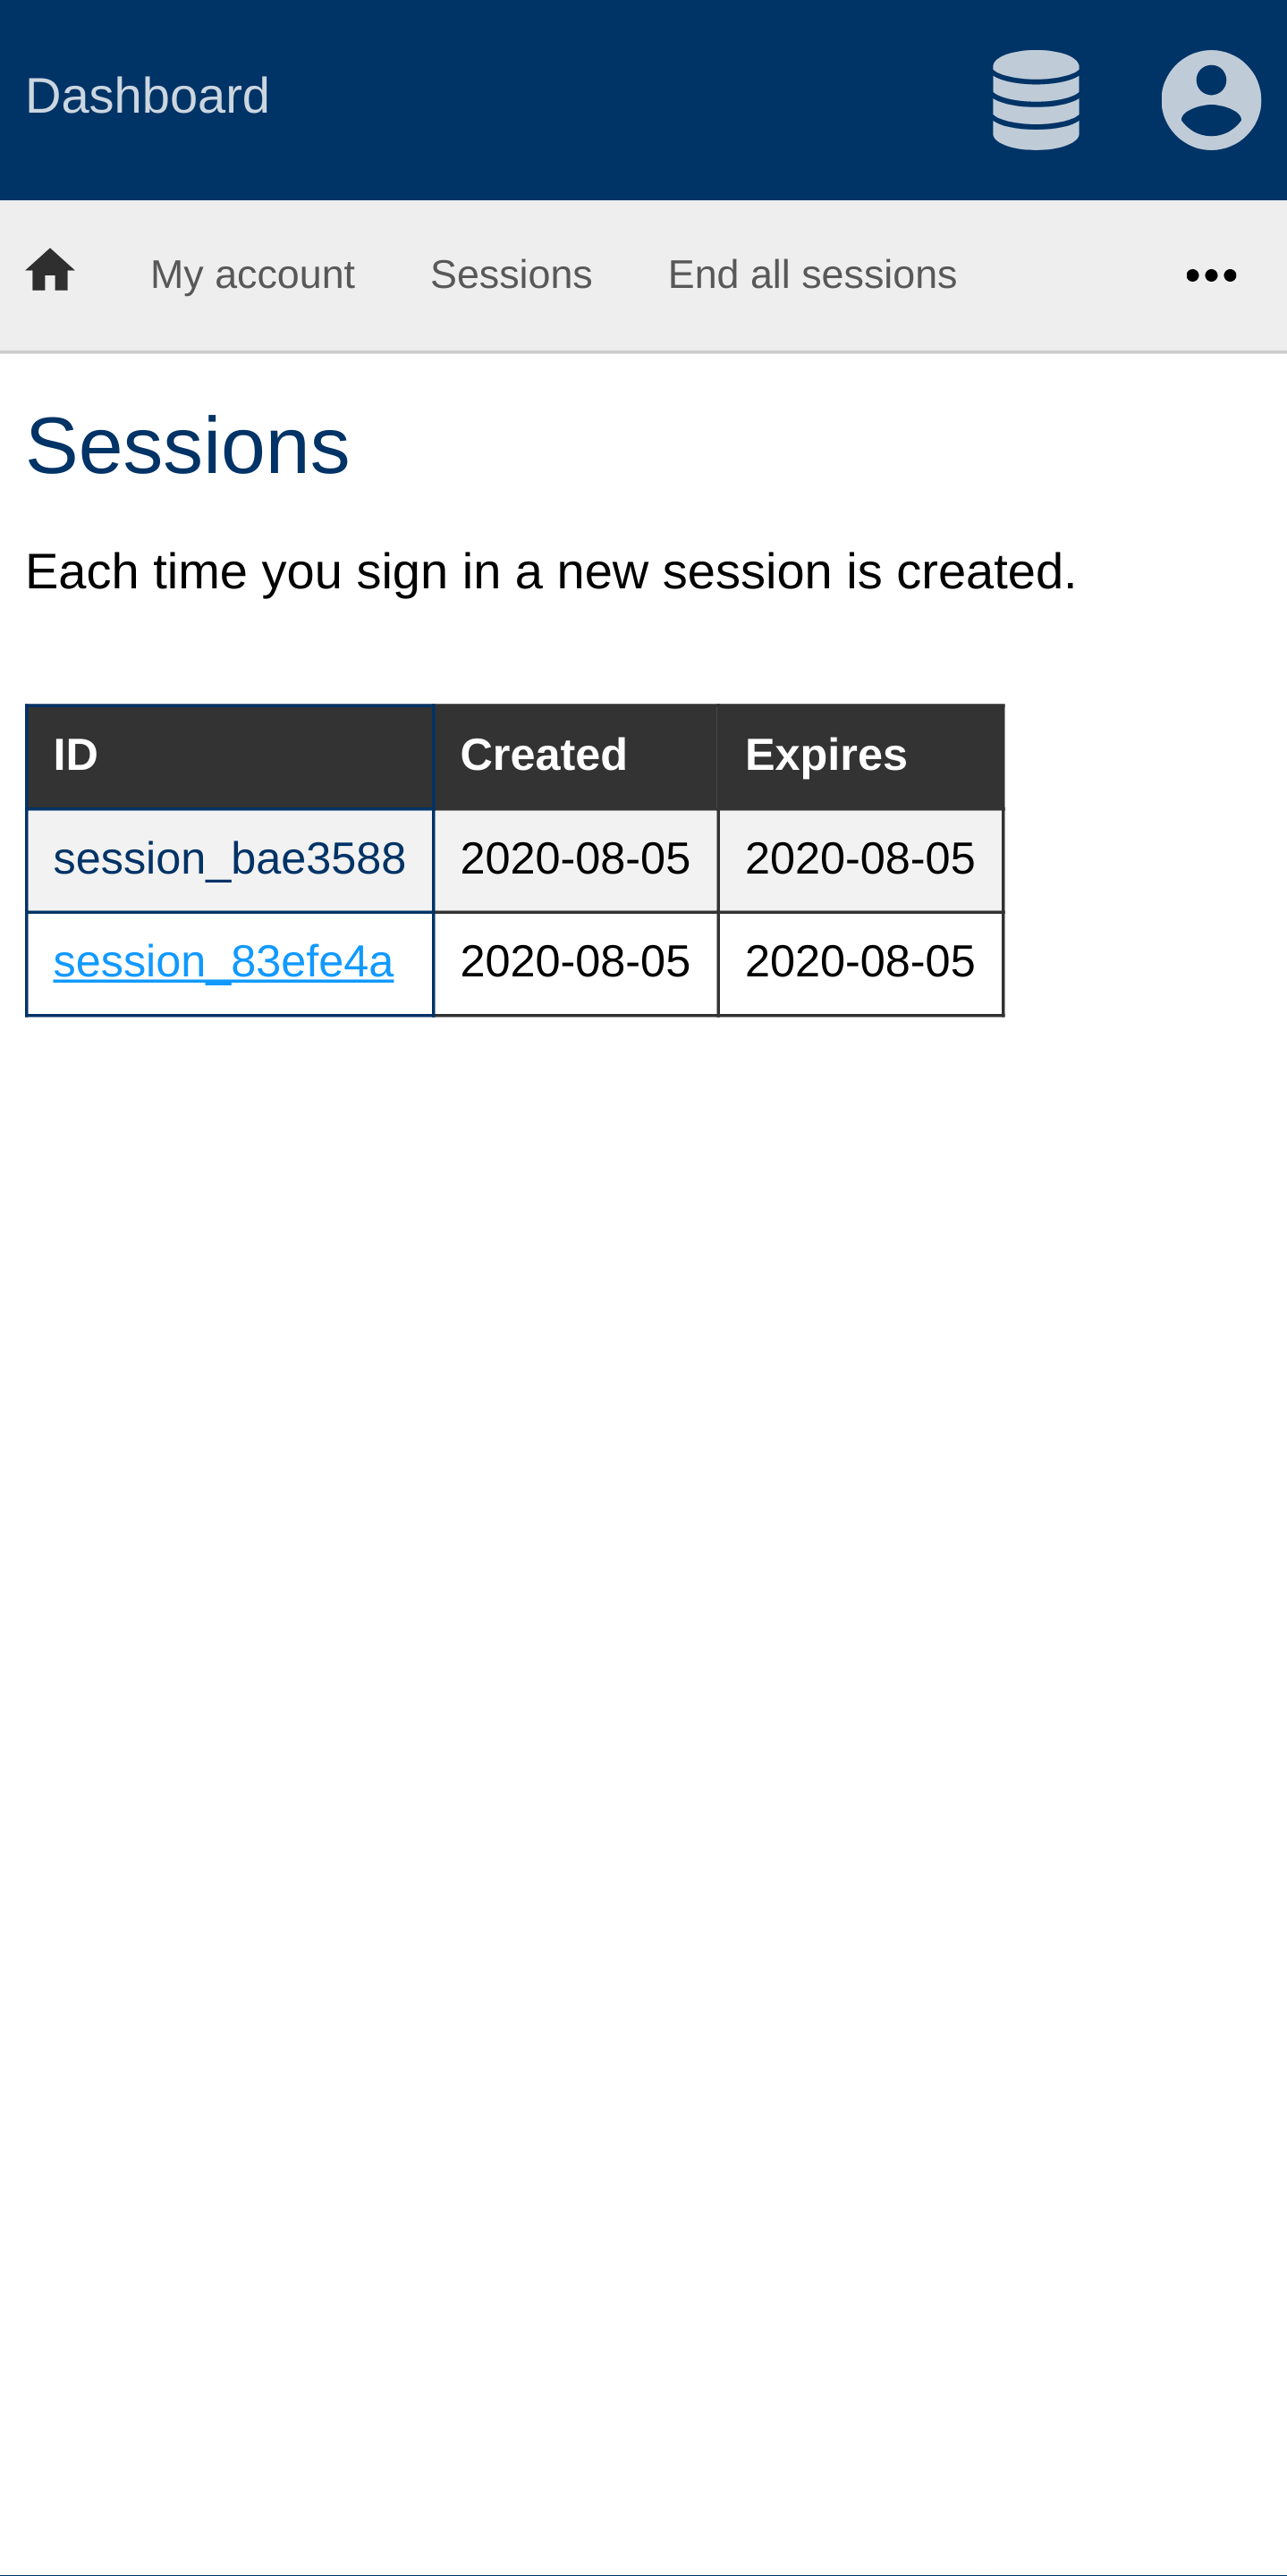 Dashboard
My account Sessions End all sessions
Sessions
Each time you sign in a new session is created.
ID Created Expires
session_bae3588 2020-08-05 2020-08-05
session_83efe4a 2020-08-05 2020-08-05